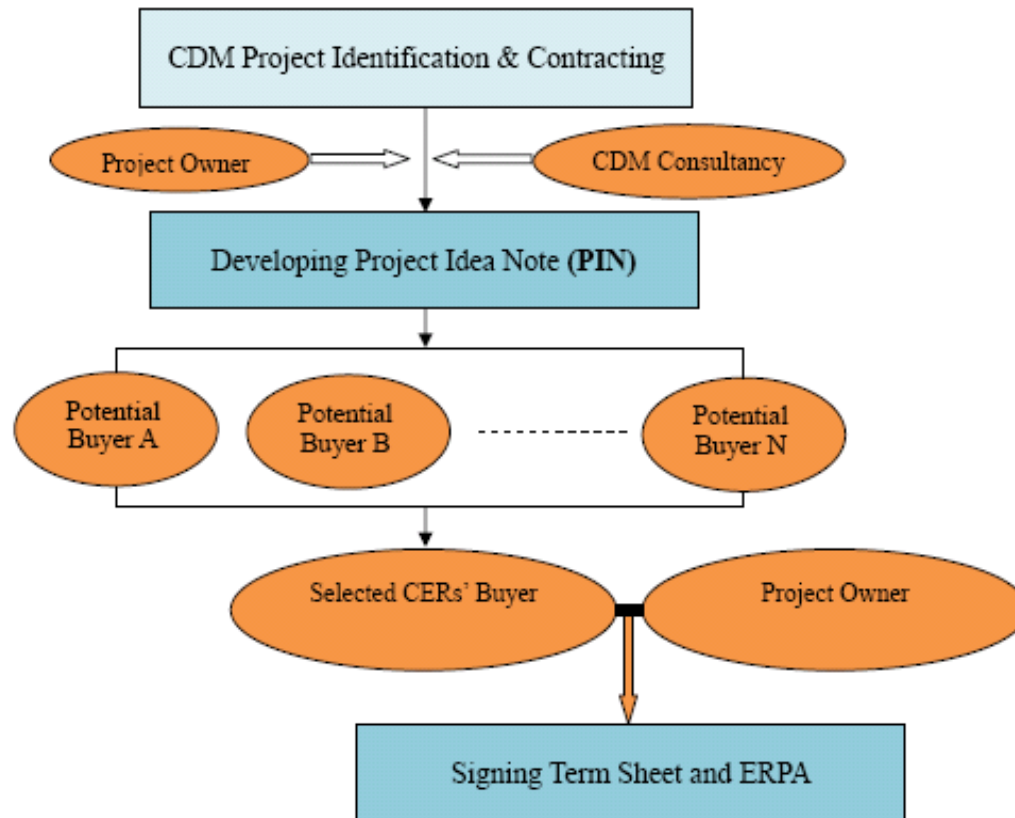 CDM Project Identification & Contracting
Project Owner
CDM Consultancy
Developing Project Idea Note (PIN)
Potential
Buyer A
Potential
Buyer B
Potential
Buyer N
Selected CERs’ Buyer
Project Owner
Signing Term Sheet and ERPA